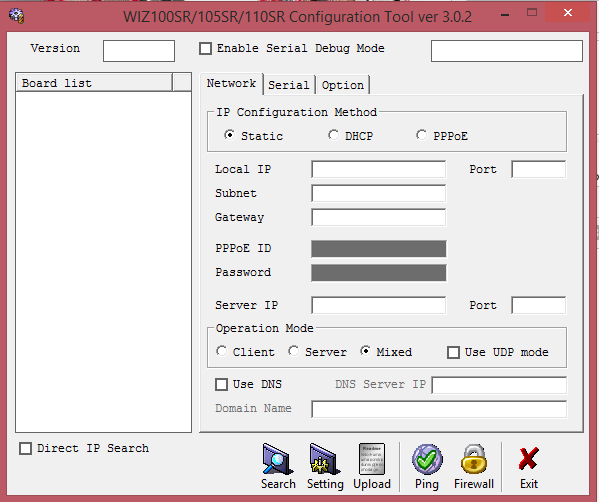 WIZ100SR/105SR/110SR Configuration Tool ver 3.0.2
Version
Enable Serial Debug Mode
Board list
Network Serial Option
IP Configuration Method
Static DHCP PPPoE
Local IP Port
Subnet
Gateway
PPPoE ID
Password
Server IP Port
Operation Mode
Client Server Mixed Use UDP mode
Use DNS DNS Server IP
Domain Name
Direct IP Search
Search Setting Upload Ping Firewall Exit